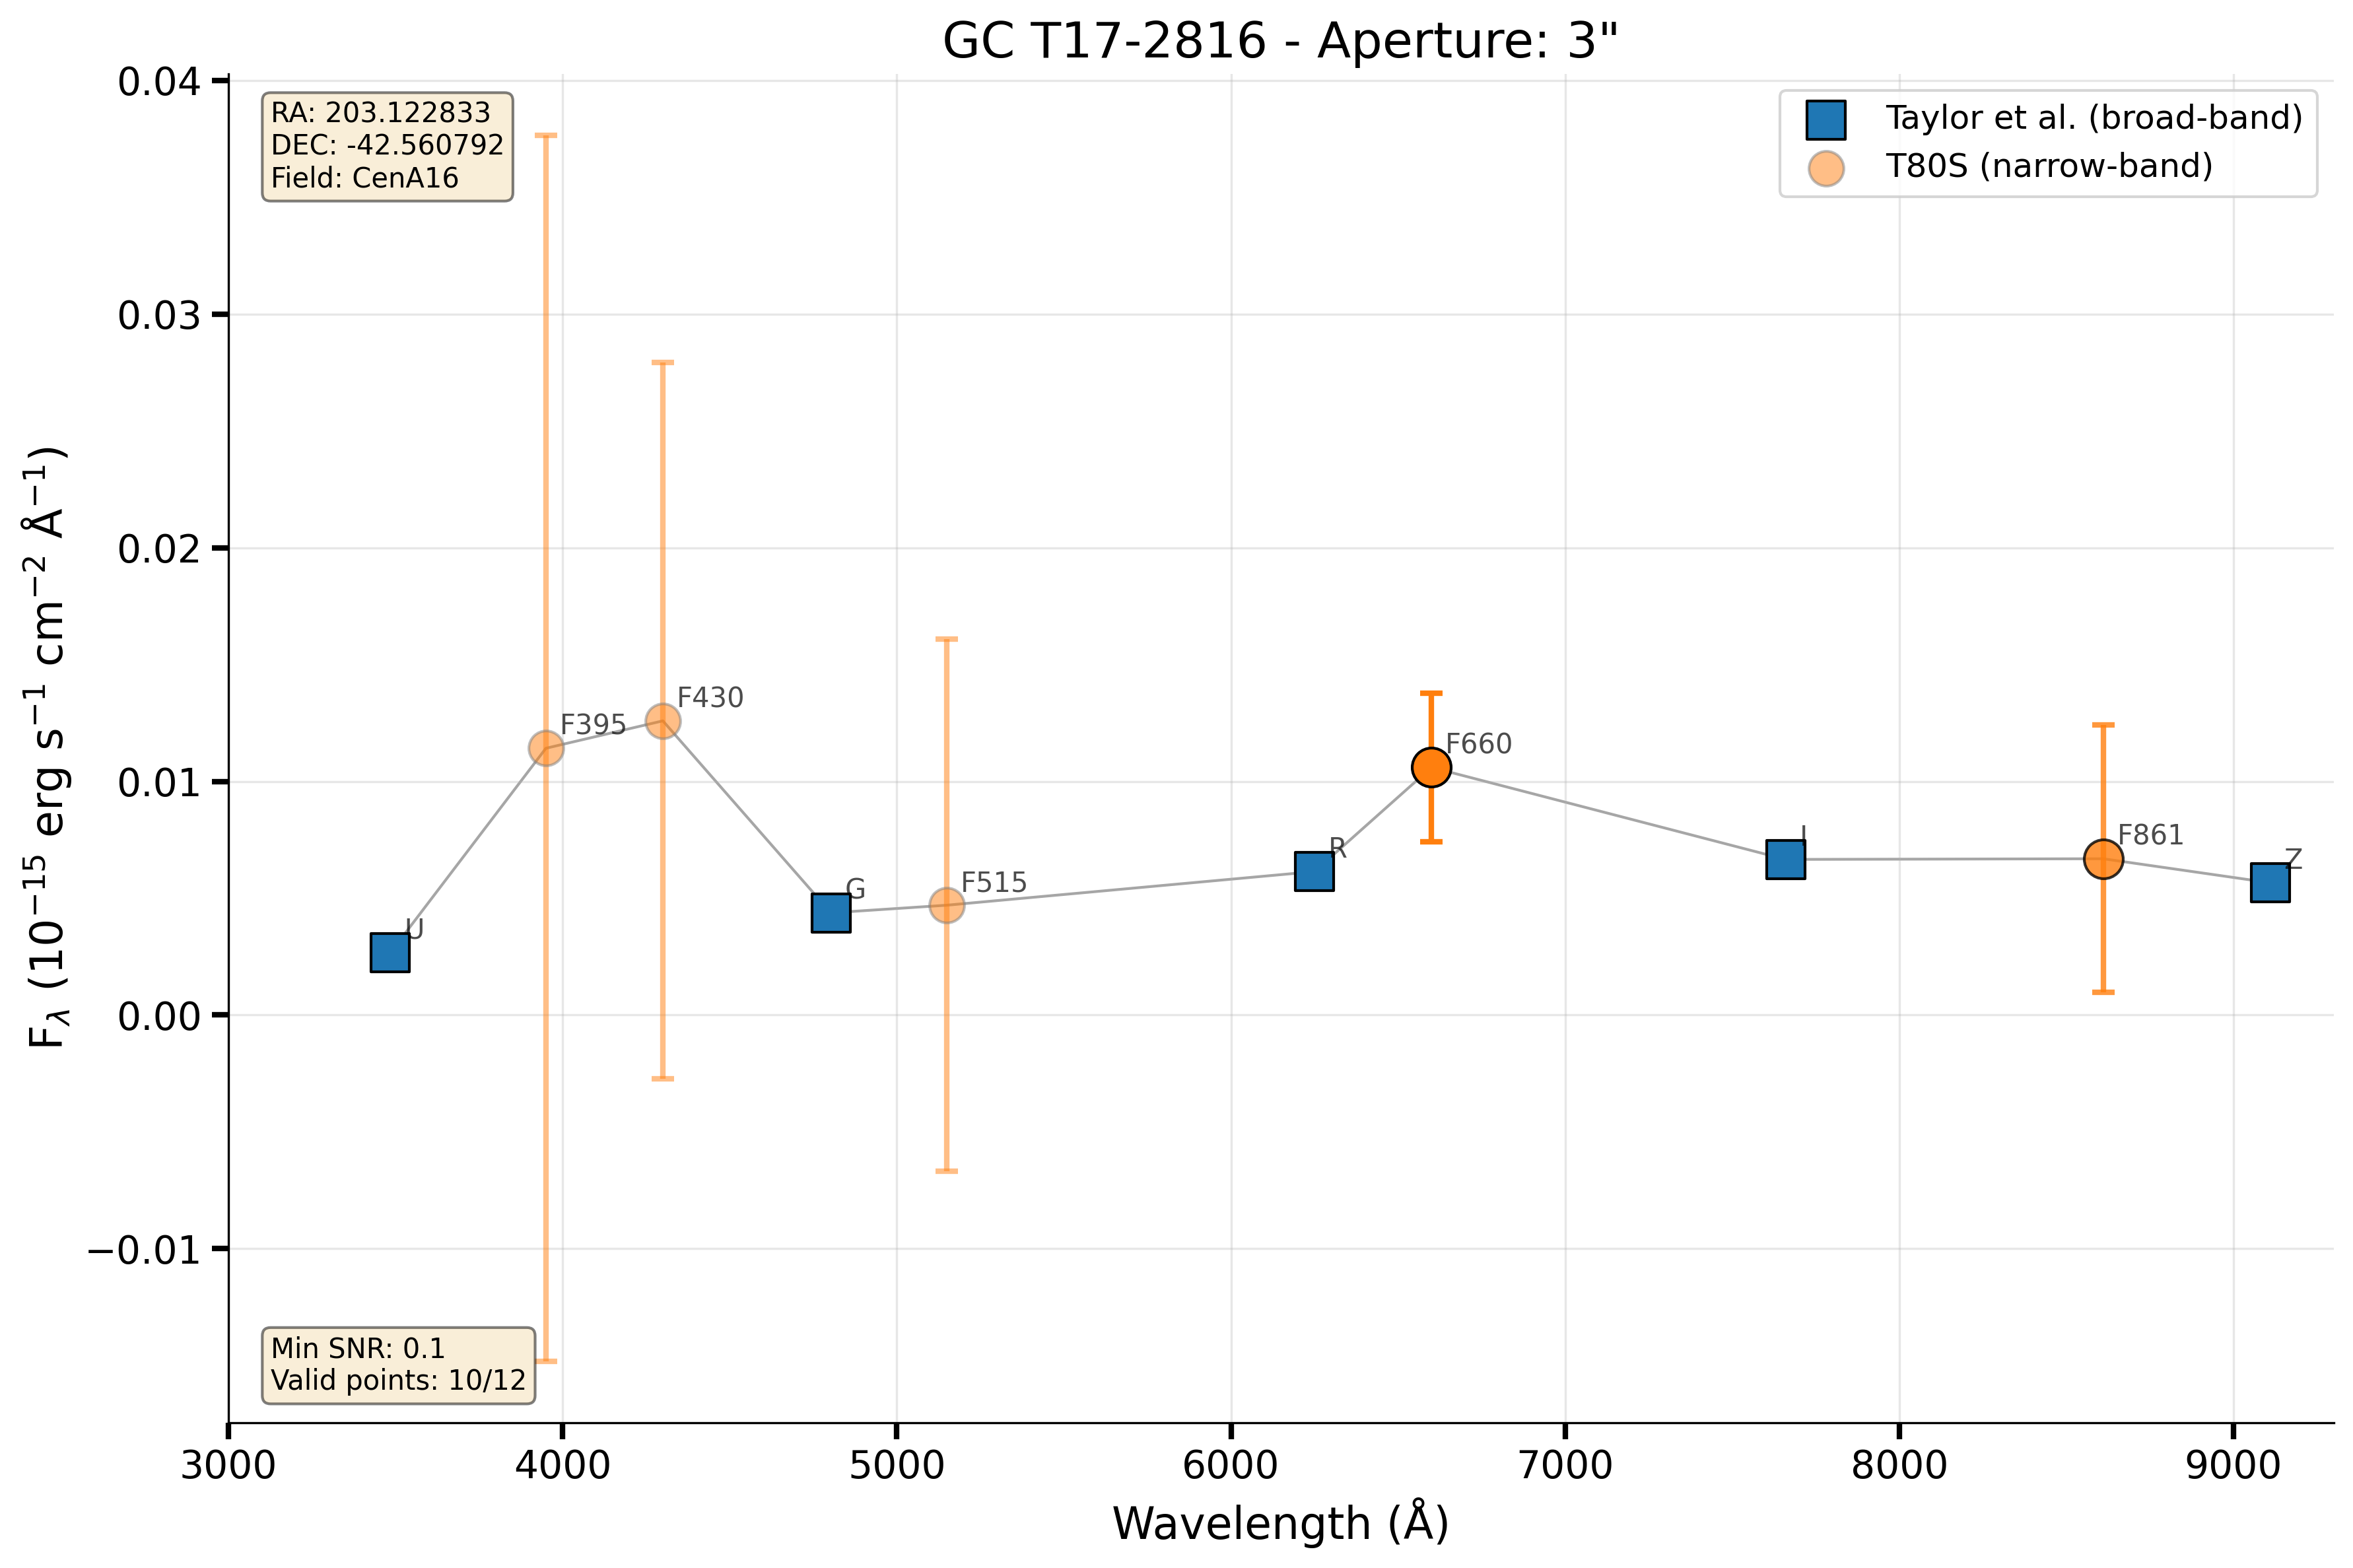 GC T17-2816 - Aperture: 3"
RA: 203.122833
DEC: -42.560792
Field: CenA16
Taylor et al. (broad-band)
T80S (narrow-band)
0.04
0.03
0.02
0.01
0.00
−0.01
F_λ (10⁻¹⁵ erg s⁻¹ cm⁻² Å⁻¹)
U
F395
F430
G
F515
R
F660
I
F861
Z
Min SNR: 0.1
Valid points: 10/12
3000 4000 5000 6000 7000 8000 9000
Wavelength (Å)